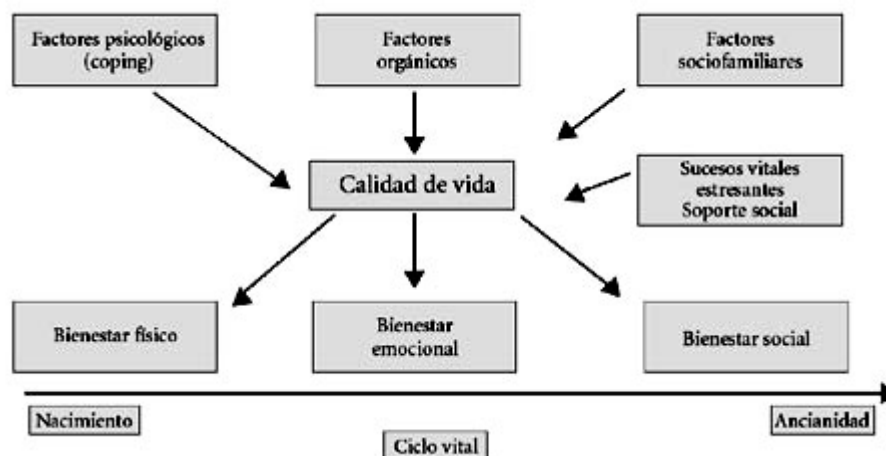 Factores psicológicos
(coping)
Factores
orgánicos
Factores
sociofamiliares
Calidad de vida
Sucesos vitales
estresantes
Soporte social
Bienestar físico
Bienestar
emocional
Bienestar social
Nacimiento
Ancianidad
Ciclo vital